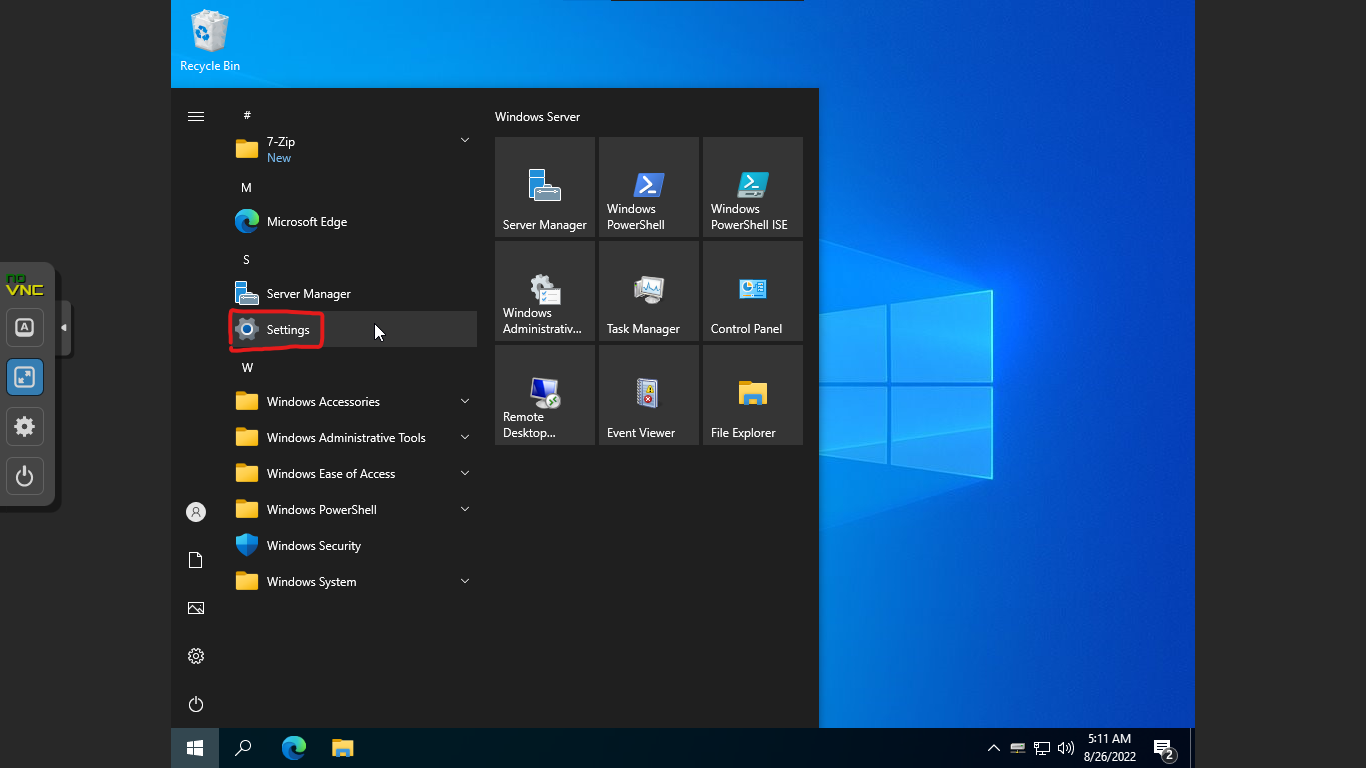 Recycle Bin
#
7-Zip
New
M
Microsoft Edge
S
Server Manager
Settings
W
Windows Accessories
Windows Administrative Tools
Windows Ease of Access
Windows PowerShell
Windows Security
Windows System
Windows Server
Server Manager
Windows
PowerShell
Windows
PowerShell ISE
Windows
Administrativ...
Task Manager
Control Panel
Remote
Desktop...
Event Viewer
File Explorer
no
VNC
A
5:11 AM
8/26/2022
2